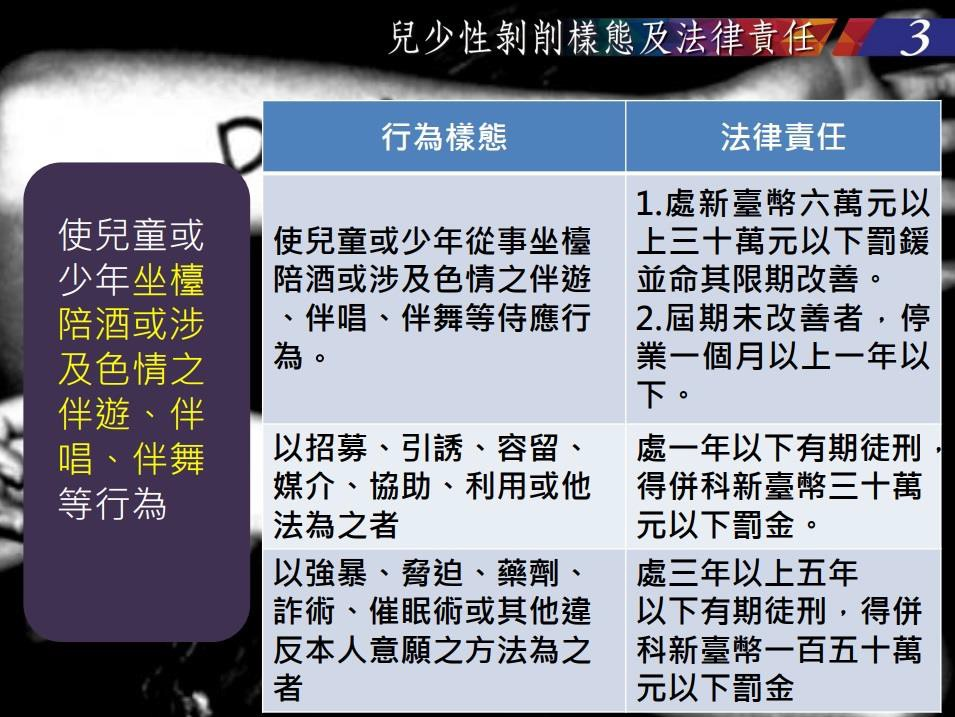 兒少性剝削樣態及法律責任 3
使兒童或
少年坐檯
陪酒或涉
及色情之
伴遊、伴
唱、伴舞
等行為
行為樣態
法律責任
使兒童或少年從事坐檯
陪酒或涉及色情之伴遊
、伴唱、伴舞等侍應行
為。
1.處新臺幣六萬元以
上三十萬元以下罰鍰
並命其限期改善。
2.屆期未改善者，停
業一個月以上一年以
下。
以招募、引誘、容留、
媒介、協助、利用或他
法為之者
處一年以下有期徒刑，
得併科新臺幣三十萬
元以下罰金。
以強暴、脅迫、藥劑、
詐術、催眠術或其他違
反本人意願之方法為之
者
處三年以上五年
以下有期徒刑，得併
科新臺幣一百五十萬
元以下罰金